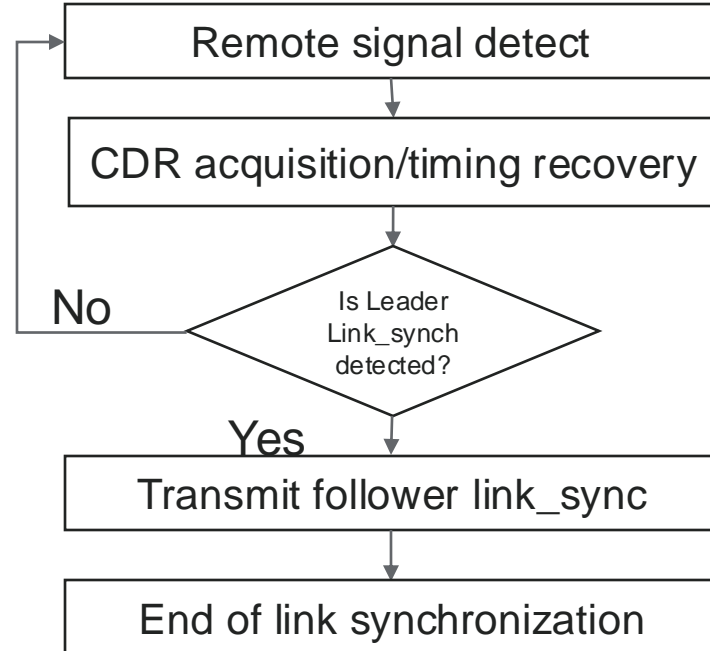 Remote signal detect
CDR acquisition/timing recovery
Is Leader
Link_synch
detected?
No
Yes
Transmit follower link_sync
End of link synchronization